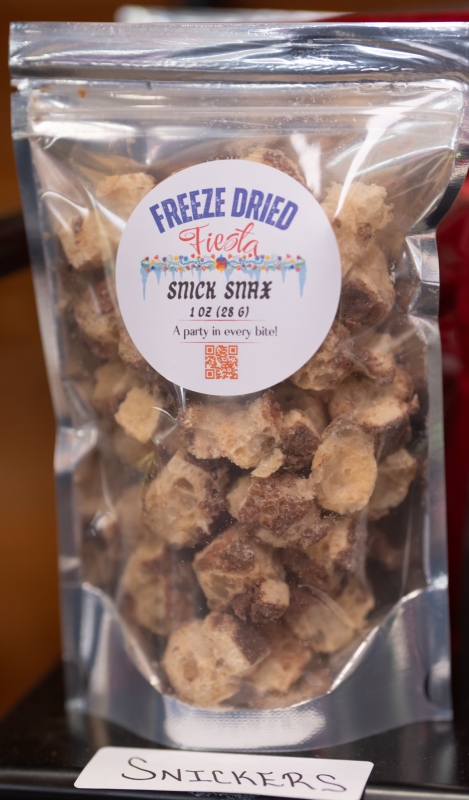 FREEZE DRIED
Fiesta
SNICK SNAX
1 OZ (28 G)
A party in every bite!
SNICKERS